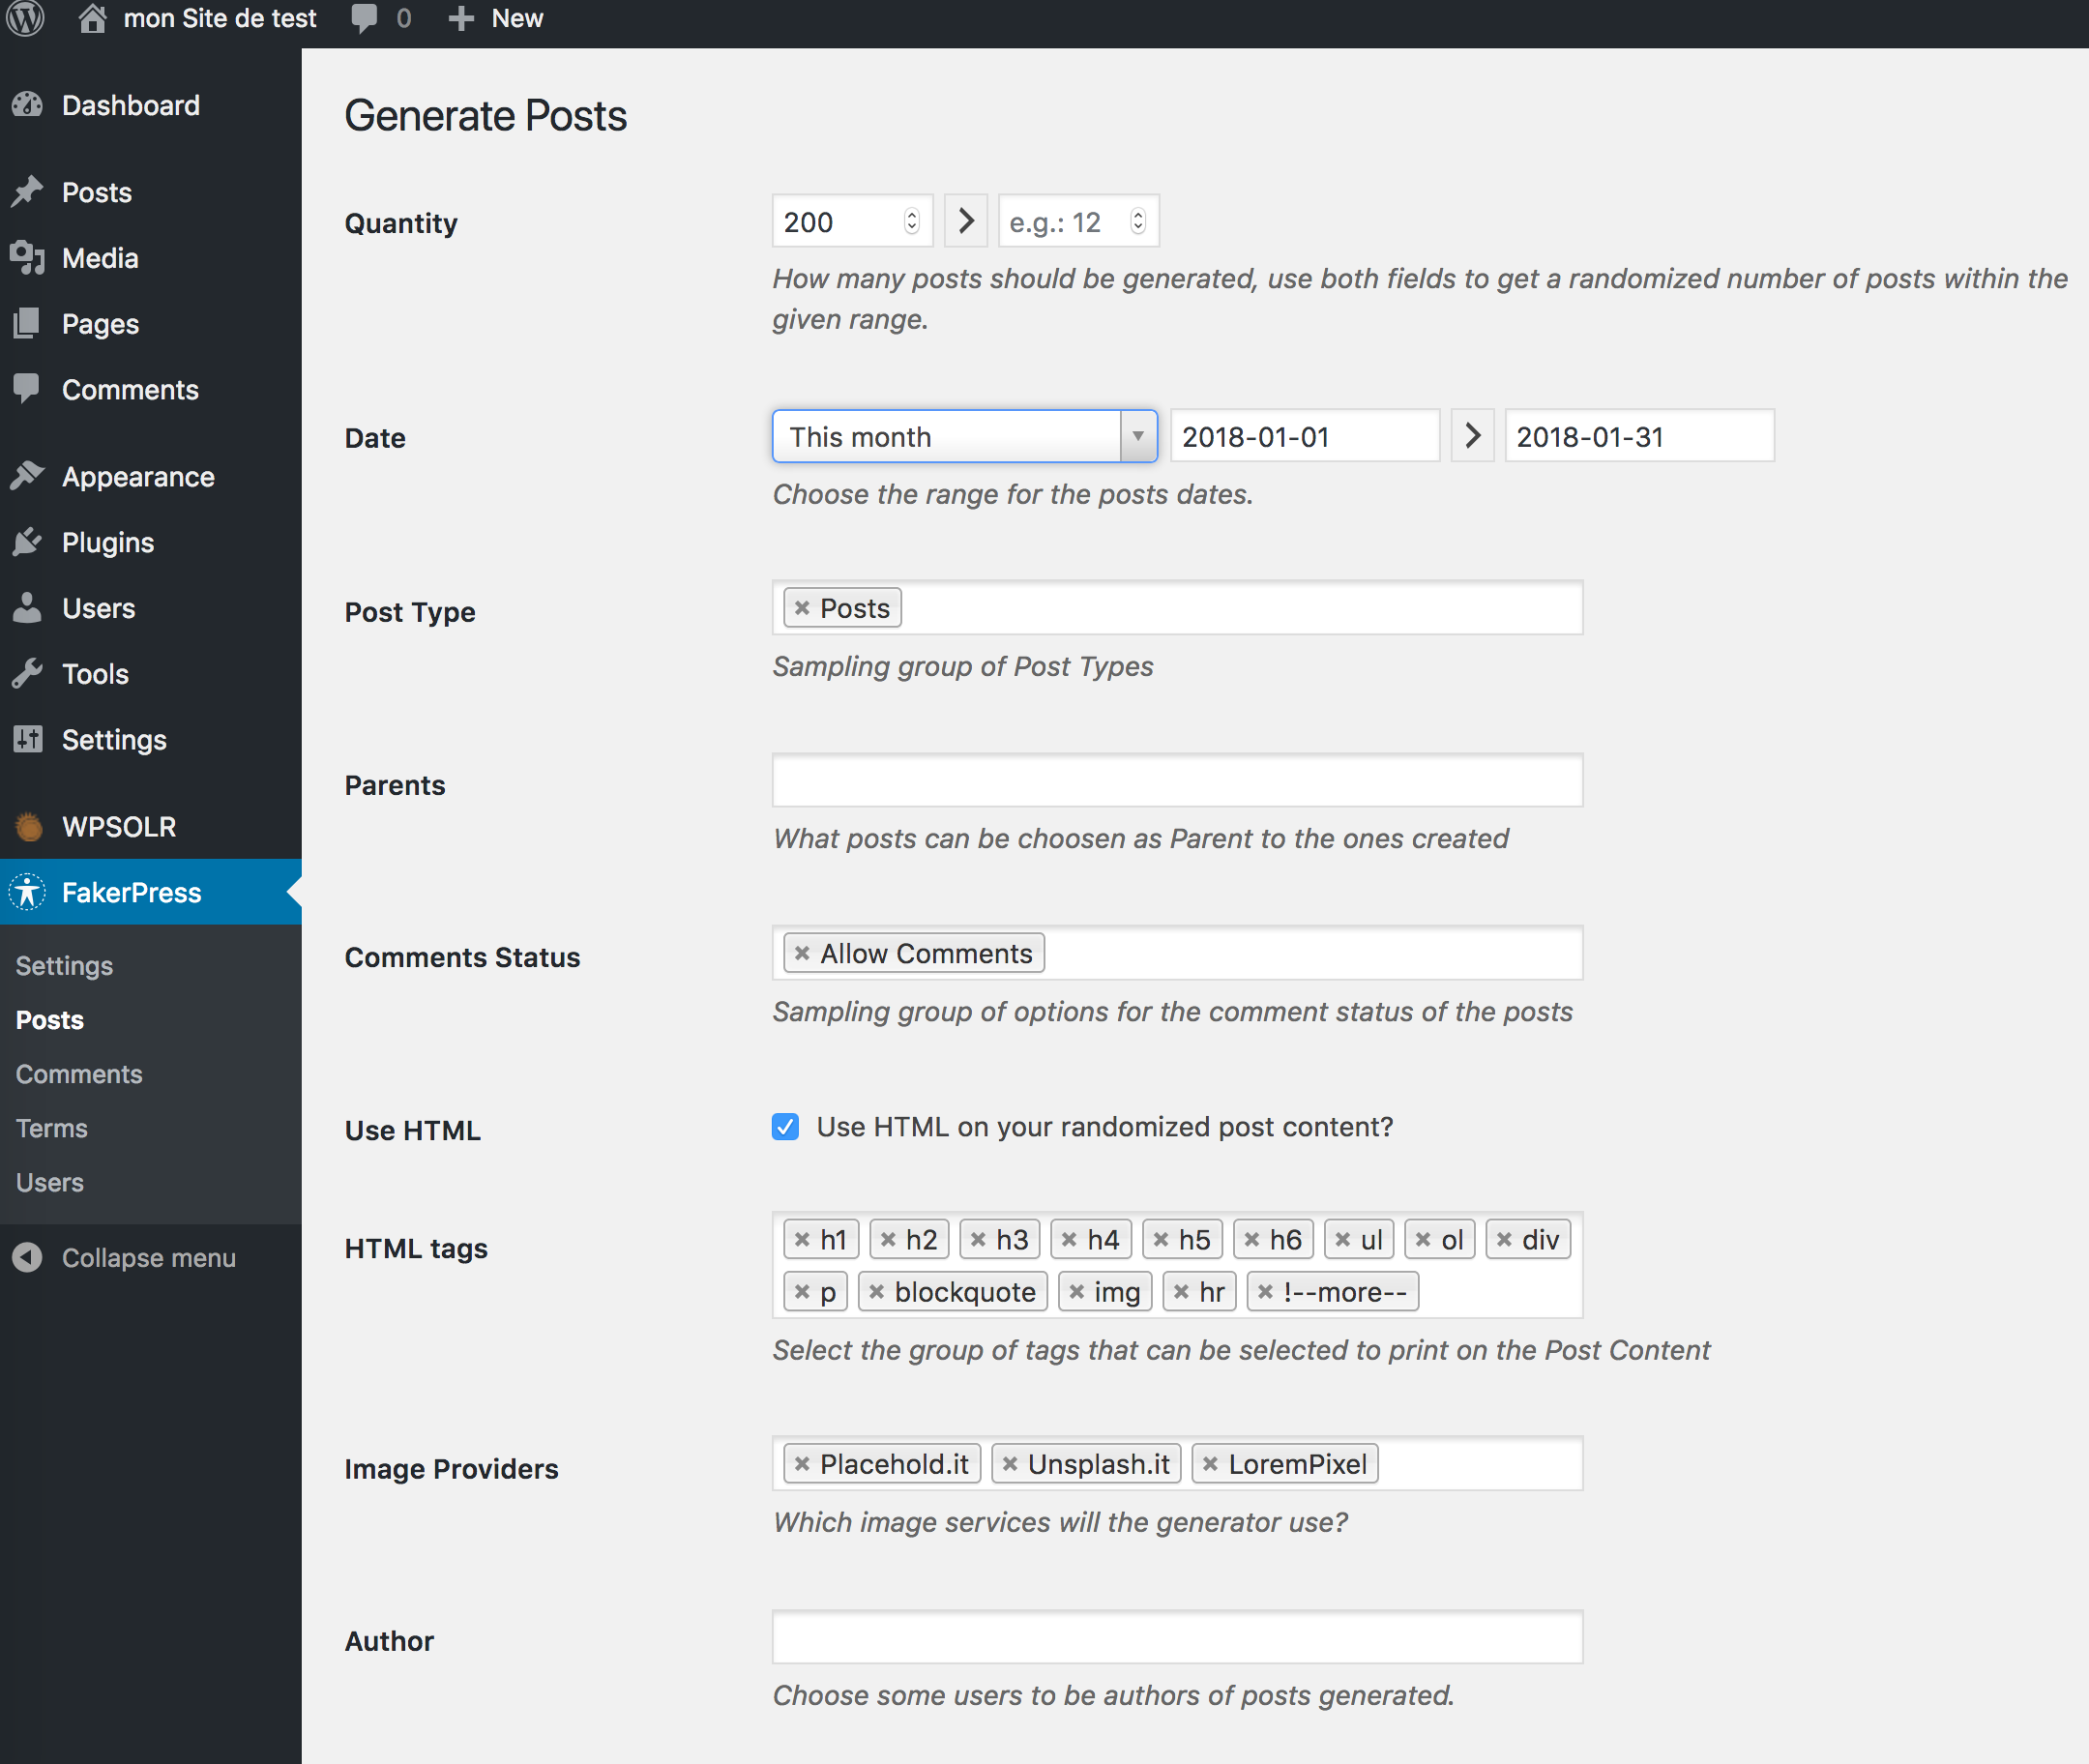 mon Site de test 0 New
Dashboard
Posts
Media
Pages
Comments
Appearance
Plugins
Users
Tools
Settings
WPSOLR
FakerPress
Settings
Posts
Comments
Terms
Users
Collapse menu
Generate Posts
Quantity
200 e.g.: 12
How many posts should be generated, use both fields to get a randomized number of posts within the
given range.
Date
This month 2018-01-01 2018-01-31
Choose the range for the posts dates.
Post Type
× Posts
Sampling group of Post Types
Parents
What posts can be choosen as Parent to the ones created
Comments Status
× Allow Comments
Sampling group of options for the comment status of the posts
Use HTML
Use HTML on your randomized post content?
HTML tags
× h1 × h2 × h3 × h4 × h5 × h6 × ul × ol × div
× p × blockquote × img × hr × !--more--
Select the group of tags that can be selected to print on the Post Content
Image Providers
× Placehold.it × Unsplash.it × LoremPixel
Which image services will the generator use?
Author
Choose some users to be authors of posts generated.